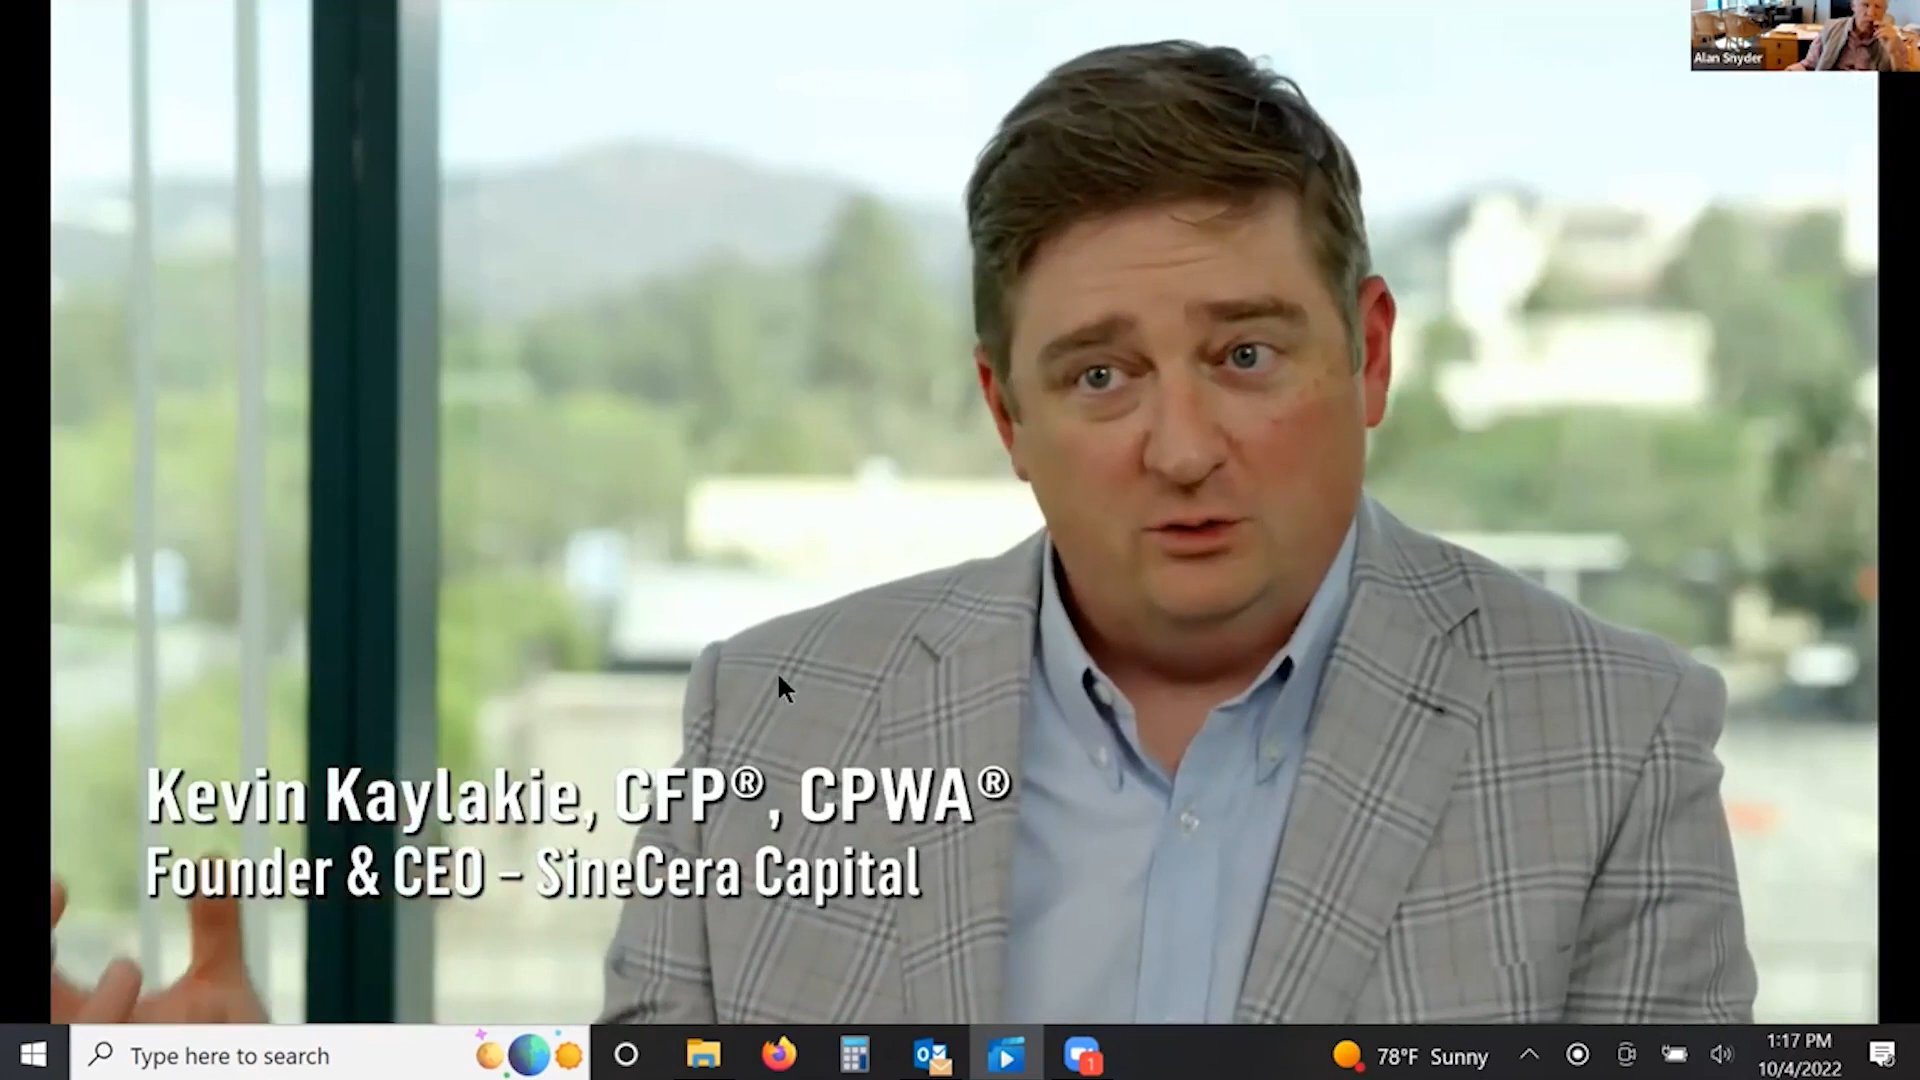 Alan Snyder
Kevin Kaylakie, CFP®, CPWA®
Founder & CEO – SineCera Capital
Type here to search
78°F Sunny
1:17 PM
10/4/2022
1